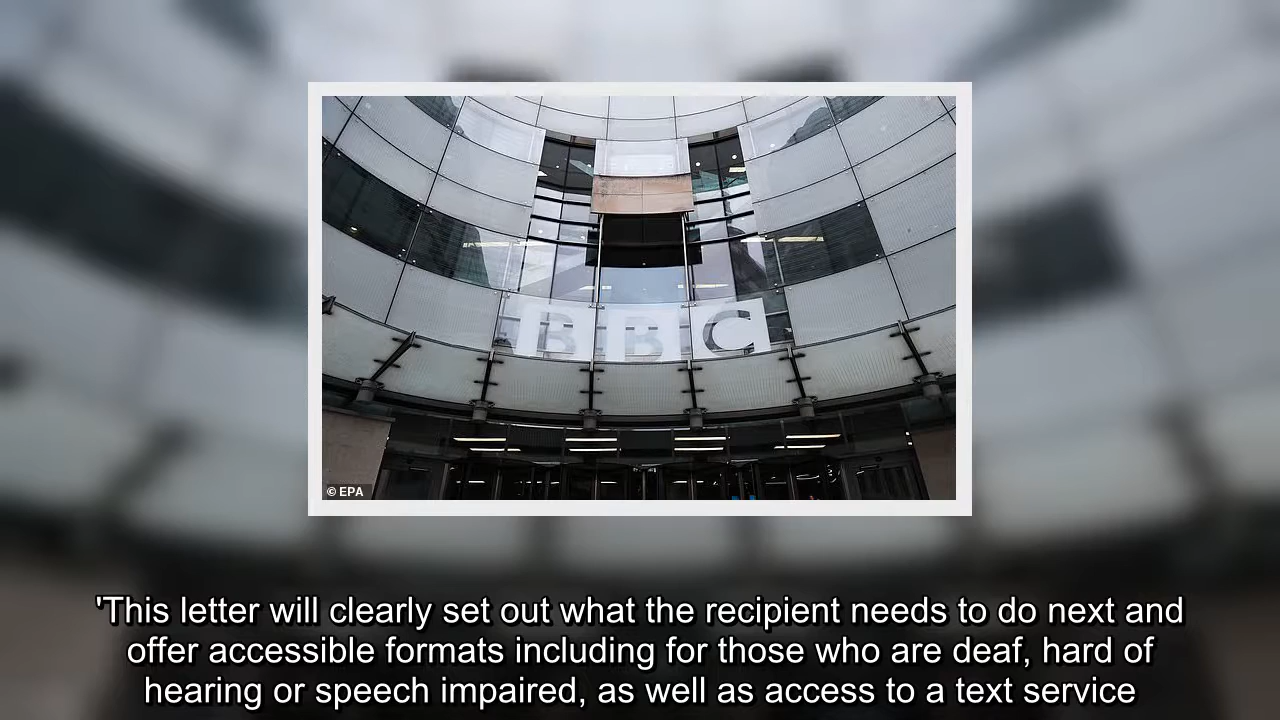 BBC
© EPA
'This letter will clearly set out what the recipient needs to do next and
offer accessible formats including for those who are deaf, hard of
hearing or speech impaired, as well as access to a text service